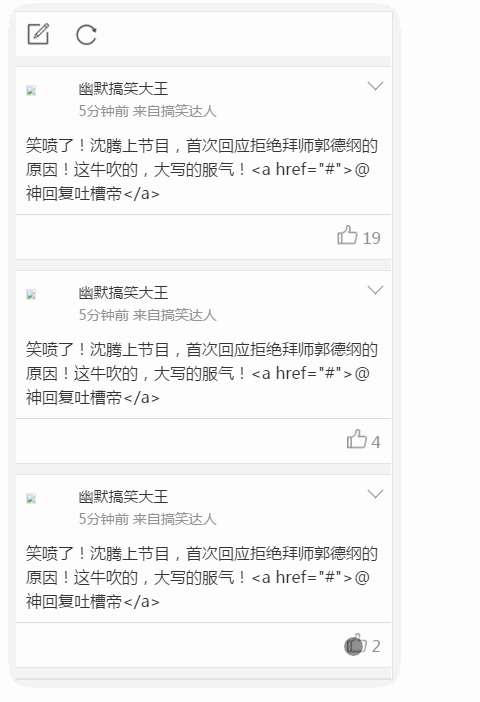 幽默搞笑大王
5分钟前 来自搞笑达人
笑喷了！沈腾上节目，首次回应拒绝拜师郭德纲的
原因！这牛吹的，大写的服气！<a href="#">@
神回复吐槽帝</a>
19
幽默搞笑大王
5分钟前 来自搞笑达人
笑喷了！沈腾上节目，首次回应拒绝拜师郭德纲的
原因！这牛吹的，大写的服气！<a href="#">@
神回复吐槽帝</a>
4
幽默搞笑大王
5分钟前 来自搞笑达人
笑喷了！沈腾上节目，首次回应拒绝拜师郭德纲的
原因！这牛吹的，大写的服气！<a href="#">@
神回复吐槽帝</a>
2